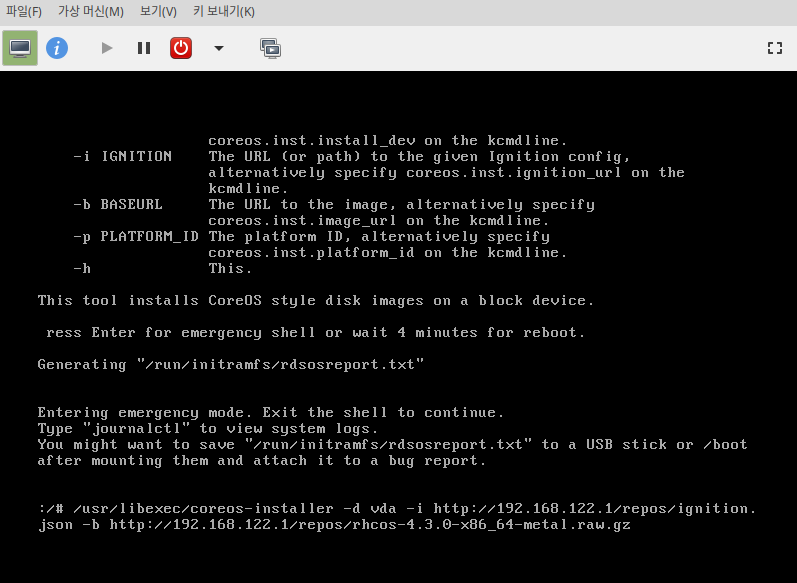 파일(F) 가상 머신(M) 보기(V) 키 보내기(K)
coreos.inst.install_dev on the kcmdline.
-i IGNITION The URL (or path) to the given Ignition config,
alternatively specify coreos.inst.ignition_url on the
kcmdline.
-b BASEURL The URL to the image, alternatively specify
coreos.inst.image_url on the kcmdline.
-p PLATFORM_ID The platform ID, alternatively specify
coreos.inst.platform_id on the kcmdline.
-h This.
This tool installs CoreOS style disk images on a block device.
ress Enter for emergency shell or wait 4 minutes for reboot.
Generating "/run/initramfs/rdsosreport.txt"
Entering emergency mode. Exit the shell to continue.
Type "journalctl" to view system logs.
You might want to save "/run/initramfs/rdsosreport.txt" to a USB stick or /boot
after mounting them and attach it to a bug report.
:/# /usr/libexec/coreos-installer -d vda -i http://192.168.122.1/repos/ignition.
json -b http://192.168.122.1/repos/rhcos-4.3.0-x86_64-metal.raw.gz